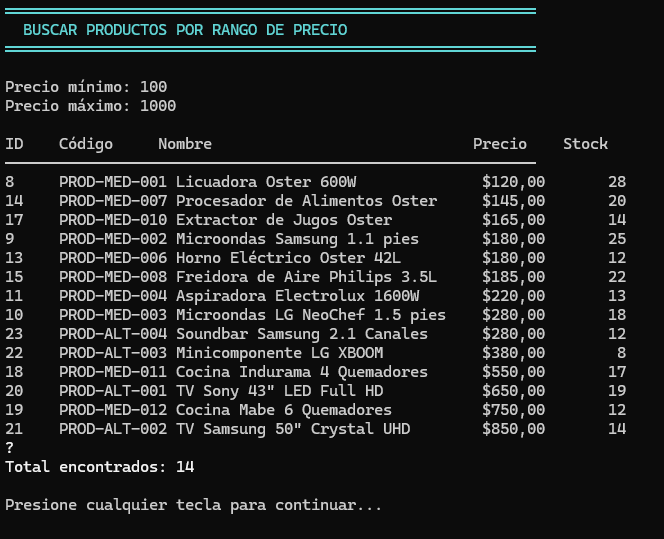 BUSCAR PRODUCTOS POR RANGO DE PRECIO
Precio mínimo: 100
Precio máximo: 1000
ID    Código     Nombre                             Precio    Stock
8     PROD-MED-001 Licuadora Oster 600W              $120,00       28
14    PROD-MED-007 Procesador de Alimentos Oster     $145,00       20
17    PROD-MED-010 Extractor de Jugos Oster          $165,00       14
9     PROD-MED-002 Microondas Samsung 1.1 pies       $180,00       25
13    PROD-MED-006 Horno Eléctrico Oster 42L         $180,00       12
15    PROD-MED-008 Freidora de Aire Philips 3.5L     $185,00       22
11    PROD-MED-004 Aspiradora Electrolux 1600W       $220,00       13
10    PROD-MED-003 Microondas LG NeoChef 1.5 pies    $280,00       18
23    PROD-ALT-004 Soundbar Samsung 2.1 Canales      $280,00       12
22    PROD-ALT-003 Minicomponente LG XBOOM           $380,00        8
18    PROD-MED-011 Cocina Indurama 4 Quemadores      $550,00       17
20    PROD-ALT-001 TV Sony 43" LED Full HD           $650,00       19
19    PROD-MED-012 Cocina Mabe 6 Quemadores          $750,00       12
21    PROD-ALT-002 TV Samsung 50" Crystal UHD        $850,00       14
?
Total encontrados: 14
Presione cualquier tecla para continuar...